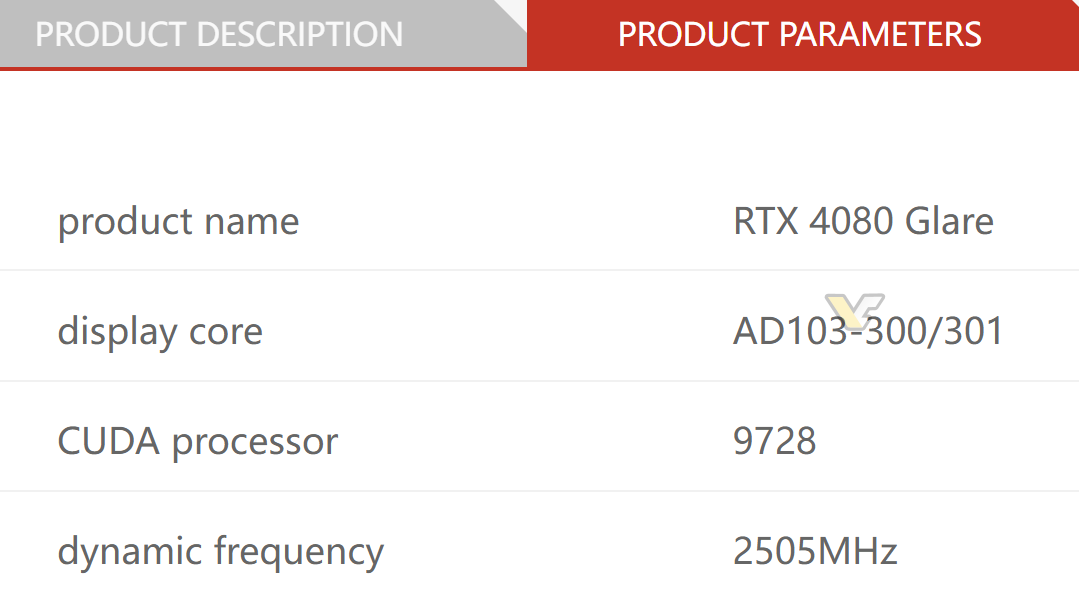 PRODUCT DESCRIPTION PRODUCT PARAMETERS
product name RTX 4080 Glare
display core AD103-300/301
CUDA processor 9728
dynamic frequency 2505MHz